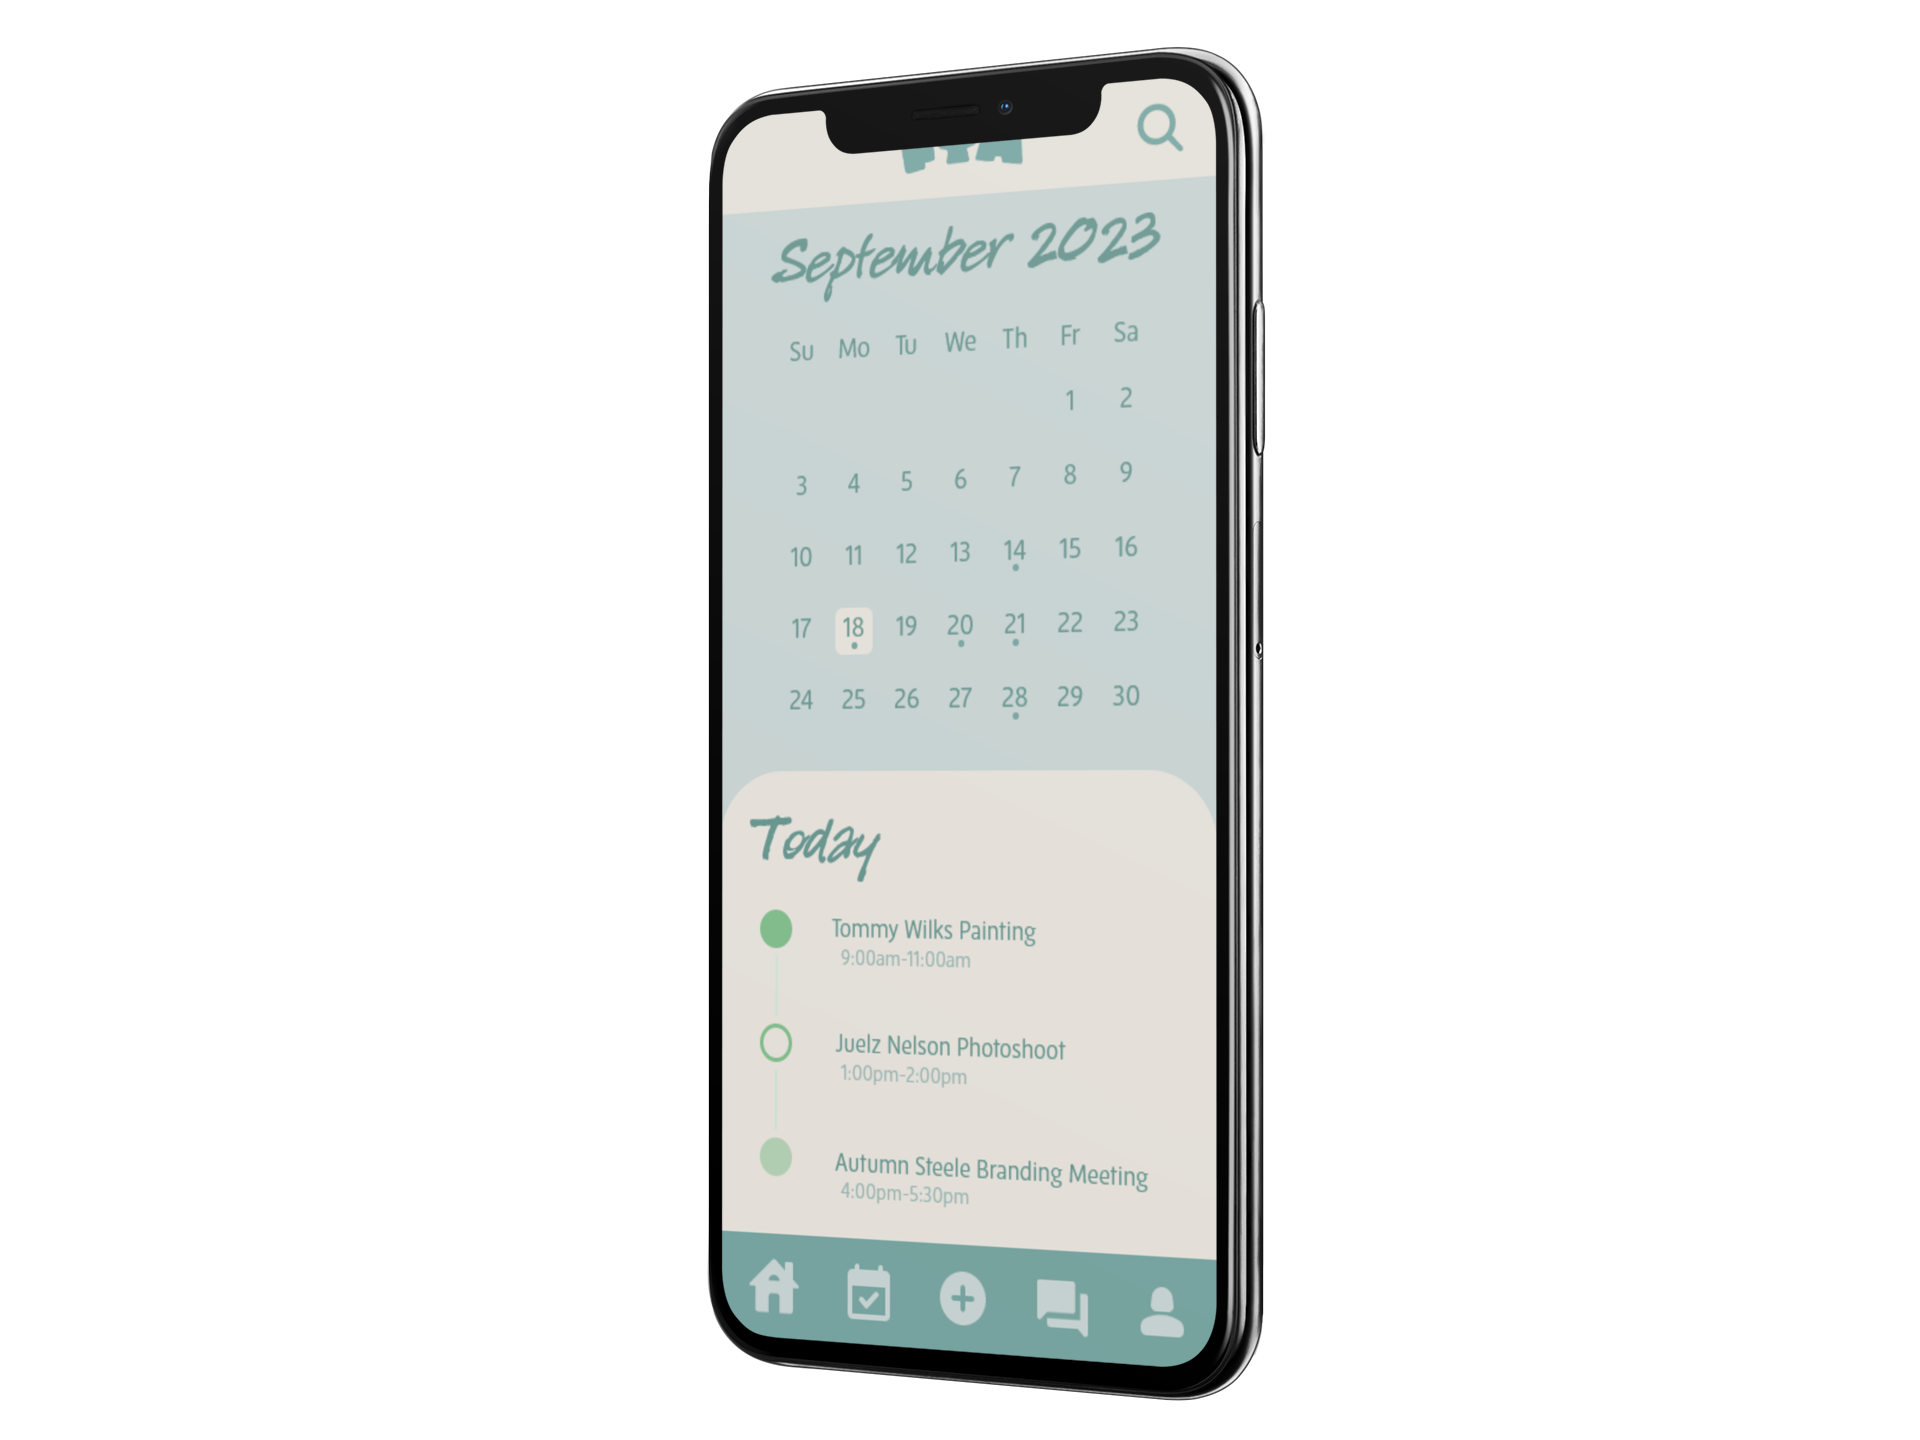 September 2023
Su Mo Tu We Th Fr Sa
1 2
3 4 5 6 7 8 9
10 11 12 13 14 15 16
17 18 19 20 21 22 23
24 25 26 27 28 29 30
Today
Tommy Wilks Painting
9:00am-11:00am
Juelz Nelson Photoshoot
1:00pm-2:00pm
Autumn Steele Branding Meeting
4:00pm-5:30pm